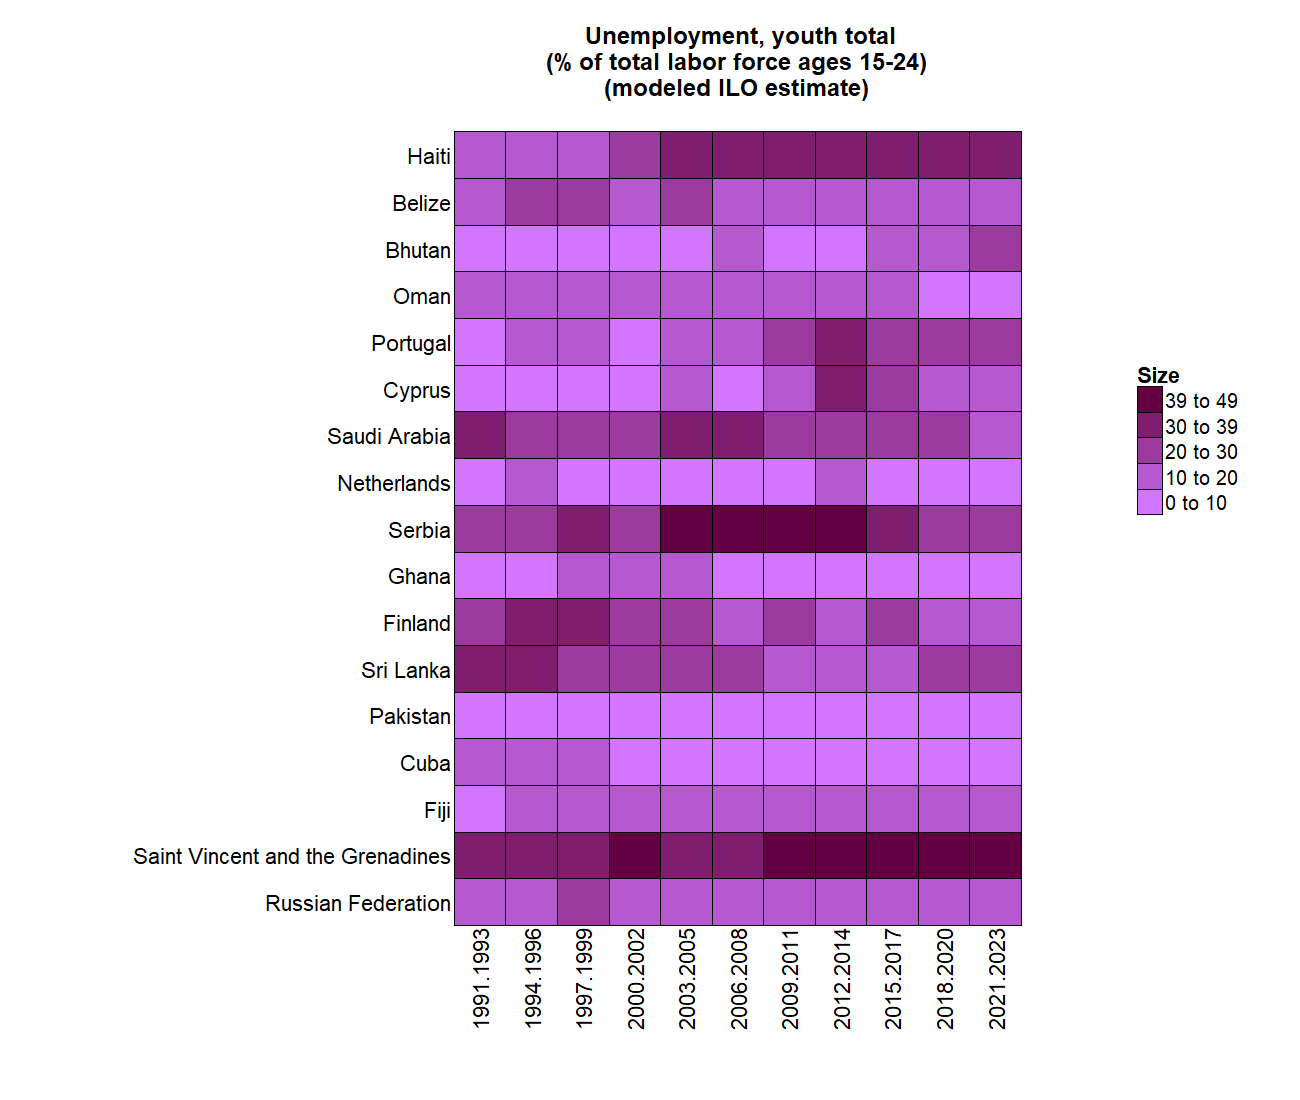 Unemployment, youth total
(% of total labor force ages 15-24)
(modeled ILO estimate)
Haiti
Belize
Bhutan
Oman
Portugal
Cyprus
Saudi Arabia
Netherlands
Serbia
Ghana
Finland
Sri Lanka
Pakistan
Cuba
Fiji
Saint Vincent and the Grenadines
Russian Federation
1991.1993
1994.1996
1997.1999
2000.2002
2003.2005
2006.2008
2009.2011
2012.2014
2015.2017
2018.2020
2021.2023
Size
39 to 49
30 to 39
20 to 30
10 to 20
0 to 10